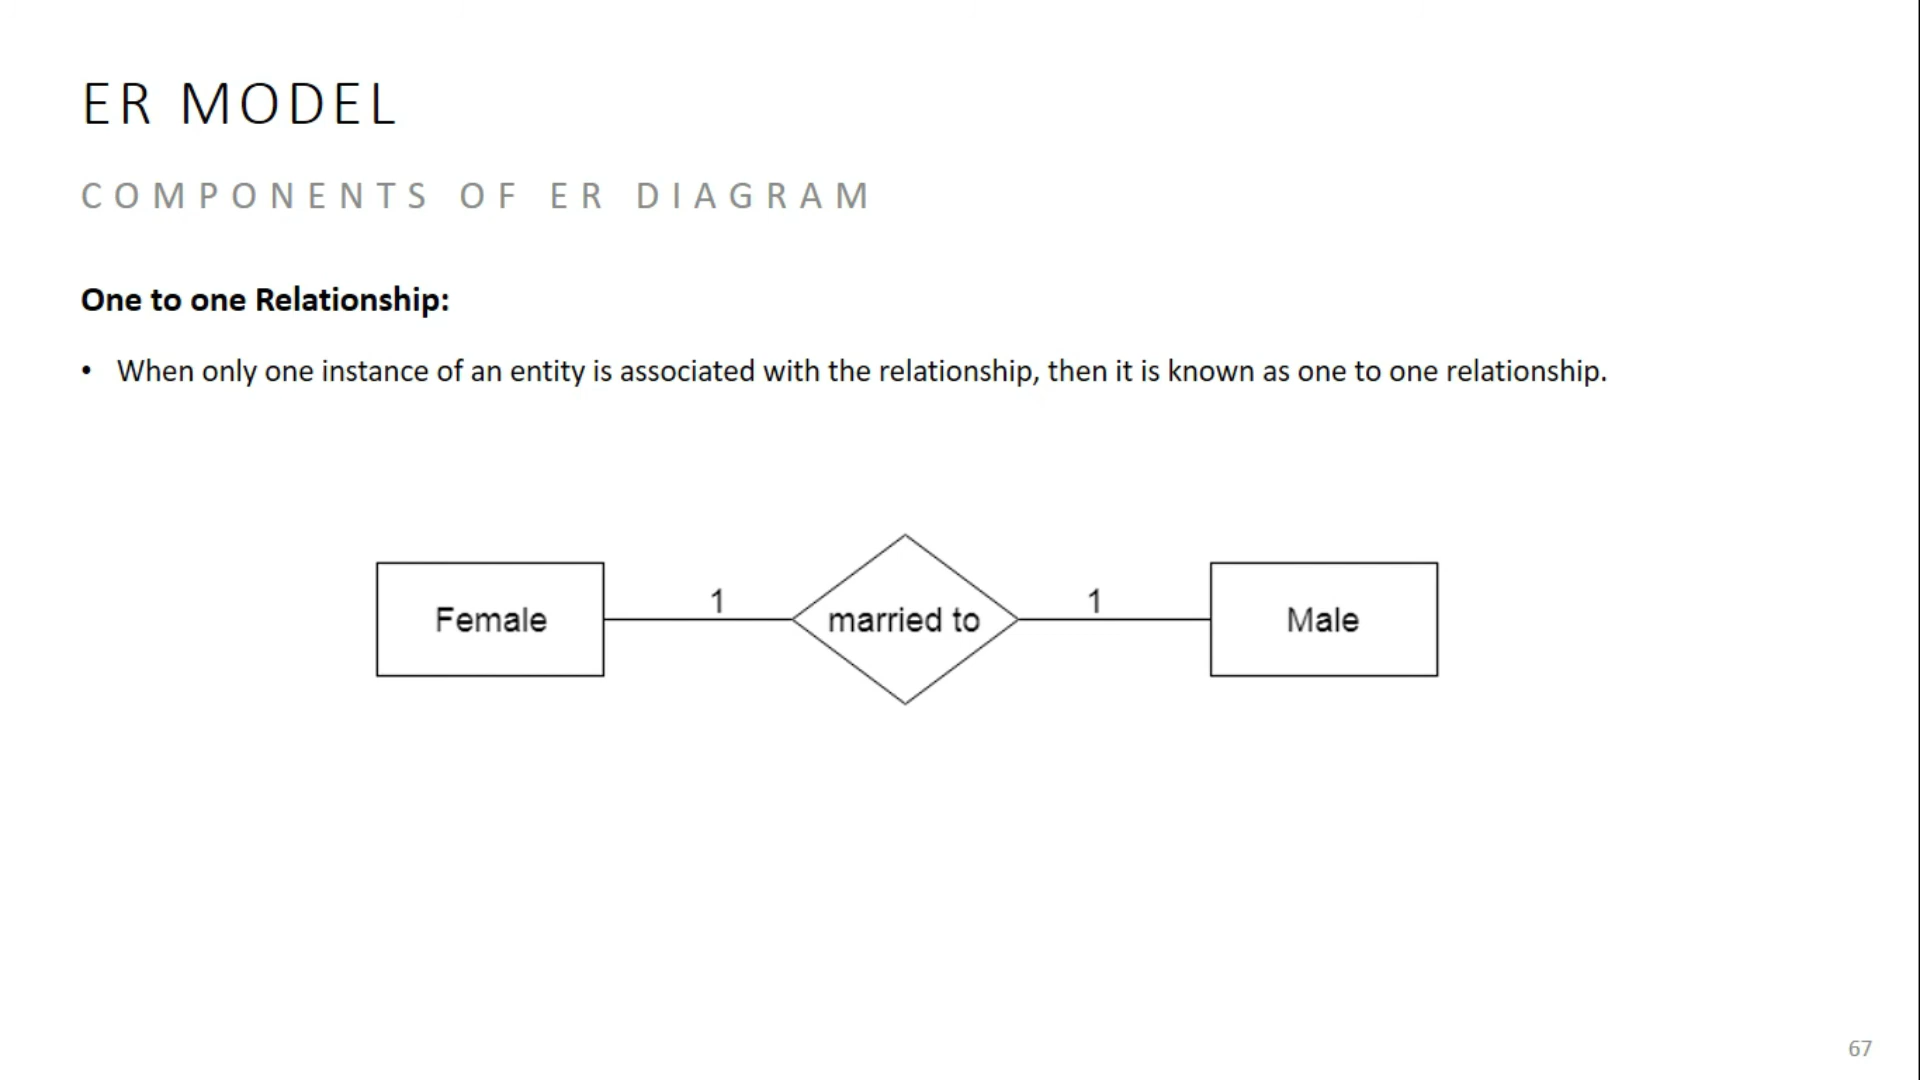 ER MODEL
COMPONENTS OF ER DIAGRAM
One to one Relationship:
• When only one instance of an entity is associated with the relationship, then it is known as one to one relationship.
Female 1 married to 1 Male
67